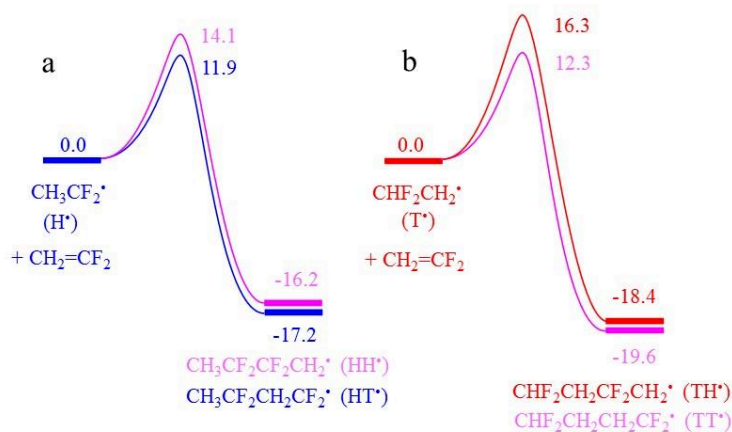 a
14.1
11.9
0.0
CH₃CF₂•
(H•)
+ CH₂=CF₂
-16.2
-17.2
CH₃CF₂CF₂CH₂• (HH•)
CH₃CF₂CH₂CF₂• (HT•)
b
16.3
12.3
0.0
CHF₂CH₂•
(T•)
+ CH₂=CF₂
-18.4
-19.6
CHF₂CH₂CF₂CH₂• (TH•)
CHF₂CH₂CH₂CF₂• (TT•)